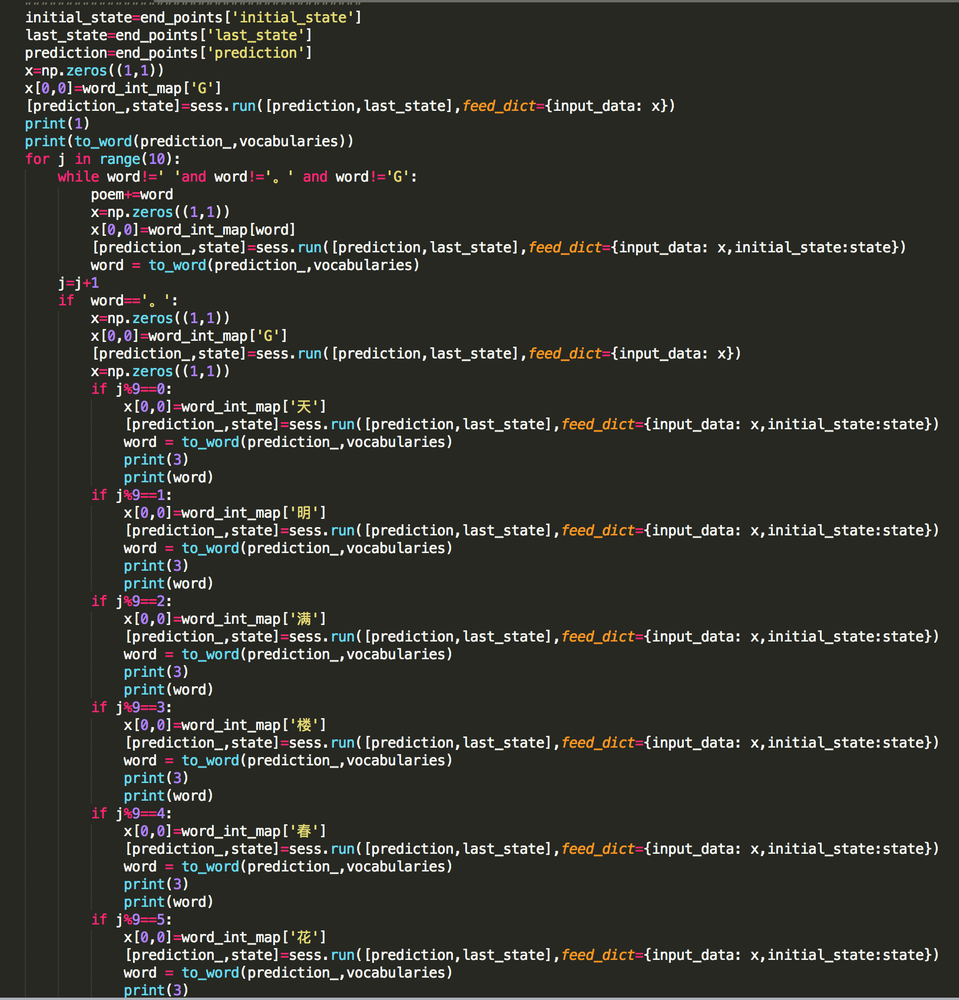 initial_state=end_points['initial_state']
last_state=end_points['last_state']
prediction=end_points['prediction']
x=np.zeros((1,1))
x[0,0]=word_int_map['G']
[prediction_,state]=sess.run([prediction,last_state],feed_dict={input_data: x})
print(1)
print(to_word(prediction_,vocabularies))
for j in range(10):
    while word!=' 'and word!='。' and word!='G':
        poem+=word
        x=np.zeros((1,1))
        x[0,0]=word_int_map[word]
        [prediction_,state]=sess.run([prediction,last_state],feed_dict={input_data: x,initial_state:state})
        word = to_word(prediction_,vocabularies)
    j=j+1
    if  word=='。':
        x=np.zeros((1,1))
        x[0,0]=word_int_map['G']
        [prediction_,state]=sess.run([prediction,last_state],feed_dict={input_data: x})
        x=np.zeros((1,1))
        if j%9==0:
            x[0,0]=word_int_map['天']
            [prediction_,state]=sess.run([prediction,last_state],feed_dict={input_data: x,initial_state:state})
            word = to_word(prediction_,vocabularies)
            print(3)
            print(word)
        if j%9==1:
            x[0,0]=word_int_map['明']
            [prediction_,state]=sess.run([prediction,last_state],feed_dict={input_data: x,initial_state:state})
            word = to_word(prediction_,vocabularies)
            print(3)
            print(word)
        if j%9==2:
            x[0,0]=word_int_map['满']
            [prediction_,state]=sess.run([prediction,last_state],feed_dict={input_data: x,initial_state:state})
            word = to_word(prediction_,vocabularies)
            print(3)
            print(word)
        if j%9==3:
            x[0,0]=word_int_map['楼']
            [prediction_,state]=sess.run([prediction,last_state],feed_dict={input_data: x,initial_state:state})
            word = to_word(prediction_,vocabularies)
            print(3)
            print(word)
        if j%9==4:
            x[0,0]=word_int_map['春']
            [prediction_,state]=sess.run([prediction,last_state],feed_dict={input_data: x,initial_state:state})
            word = to_word(prediction_,vocabularies)
            print(3)
            print(word)
        if j%9==5:
            x[0,0]=word_int_map['花']
            [prediction_,state]=sess.run([prediction,last_state],feed_dict={input_data: x,initial_state:state})
            word = to_word(prediction_,vocabularies)
            print(3)